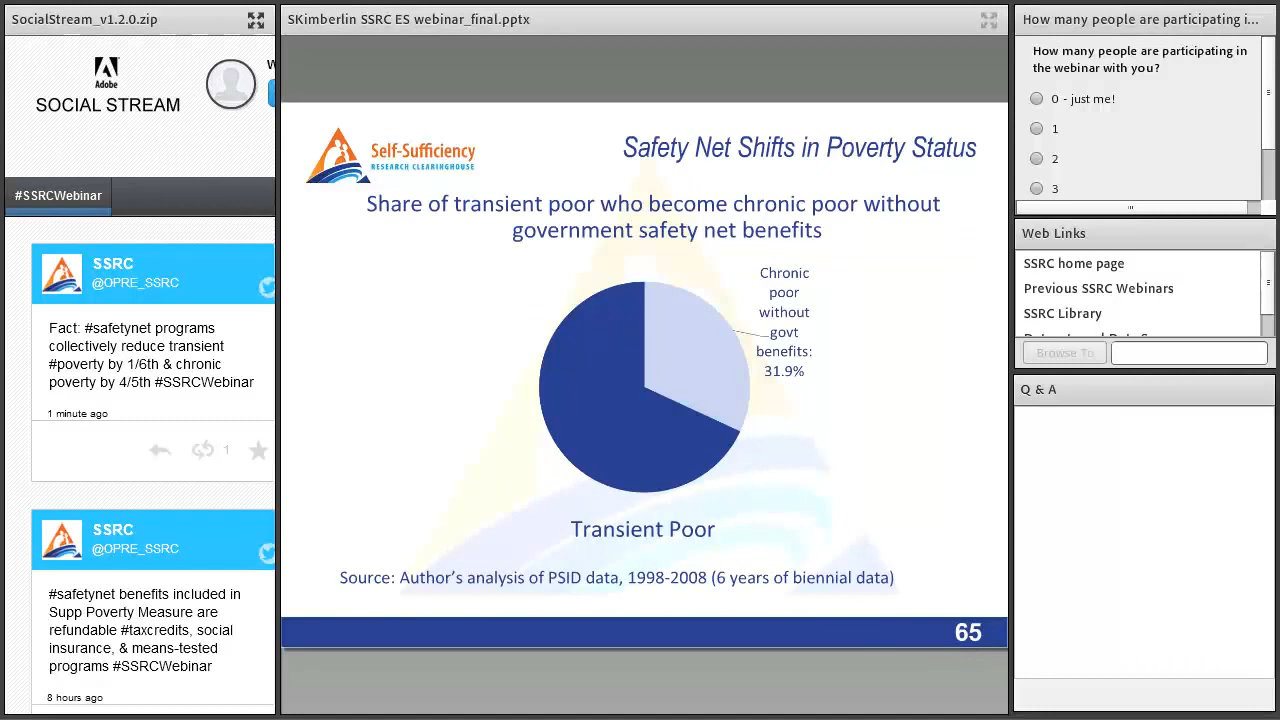 SocialStream_v1.2.0.zip
Adobe
SOCIAL STREAM
W
#SSRCWebinar
SSRC
@OPRE_SSRC
Fact: #safetynet programs
collectively reduce transient
#poverty by 1/6th & chronic
poverty by 4/5th #SSRCWebinar
1 minute ago
1
SSRC
@OPRE_SSRC
#safetynet benefits included in
Supp Poverty Measure are
refundable #taxcredits, social
insurance, & means-tested
programs #SSRCWebinar
8 hours ago
SKimberlin SSRC ES webinar_final.pptx
Self-Sufficiency
RESEARCH CLEARINGHOUSE
Safety Net Shifts in Poverty Status
Share of transient poor who become chronic poor without
government safety net benefits
Chronic
poor
without
govt
benefits:
31.9%
Transient Poor
Source: Author's analysis of PSID data, 1998-2008 (6 years of biennial data)
65
How many people are participating i...
How many people are participating in
the webinar with you?
0 - just me!
1
2
3
Web Links
SSRC home page
Previous SSRC Webinars
SSRC Library
Browse To
Q & A